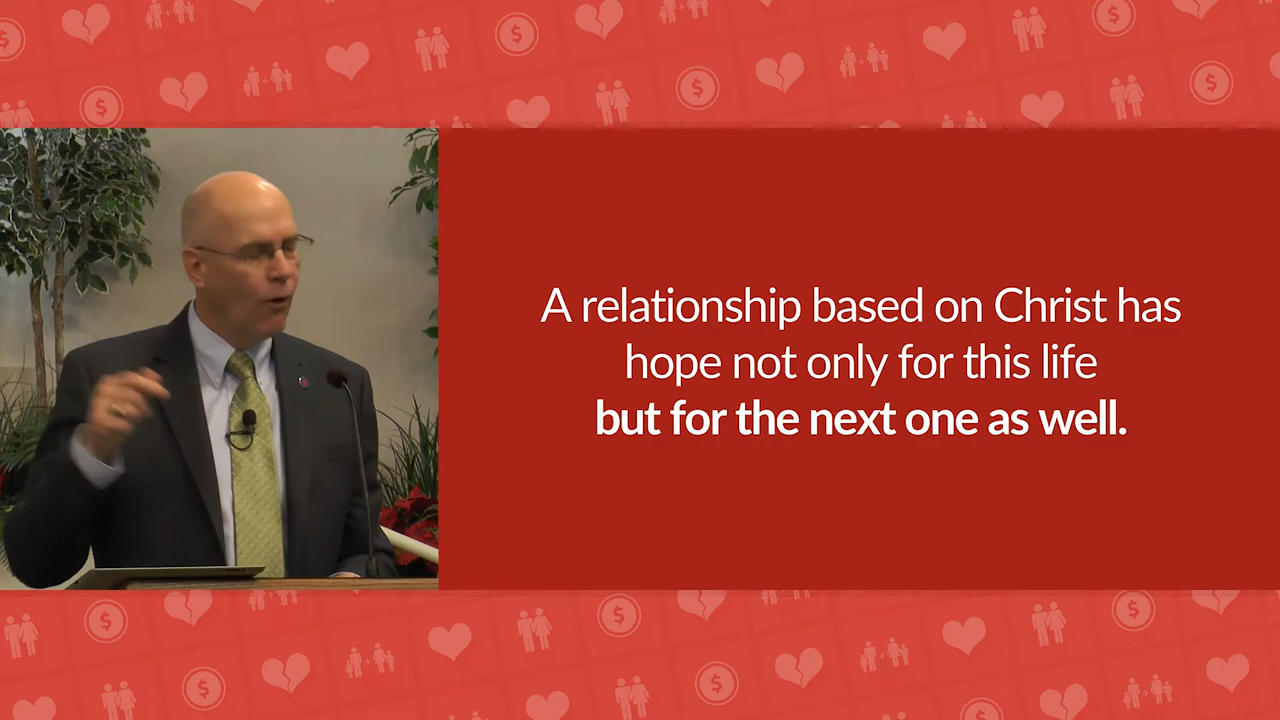 A relationship based on Christ has
hope not only for this life
but for the next one as well.